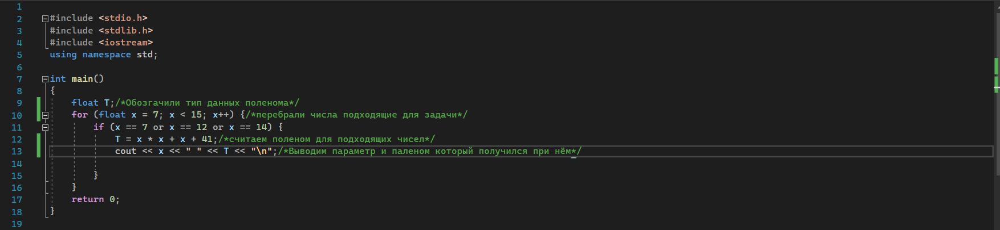 1
2 #include <stdio.h>
3 #include <stdlib.h>
4 #include <iostream>
5 using namespace std;
6
7 int main()
8 {
9 float T;/*Обозгачили тип данных поленома*/
10 for (float x = 7; x < 15; x++) {/*перебрали числа подходящие для задачи*/
11 if (x == 7 or x == 12 or x == 14) {
12 T = x * x + x + 41;/*считаем поленом для подходящих чисел*/
13 cout << x << " " << T << "\n";/*Выводим параметр и паленом который получился при нём*/
14
15 }
16 }
17 return 0;
18 }
19